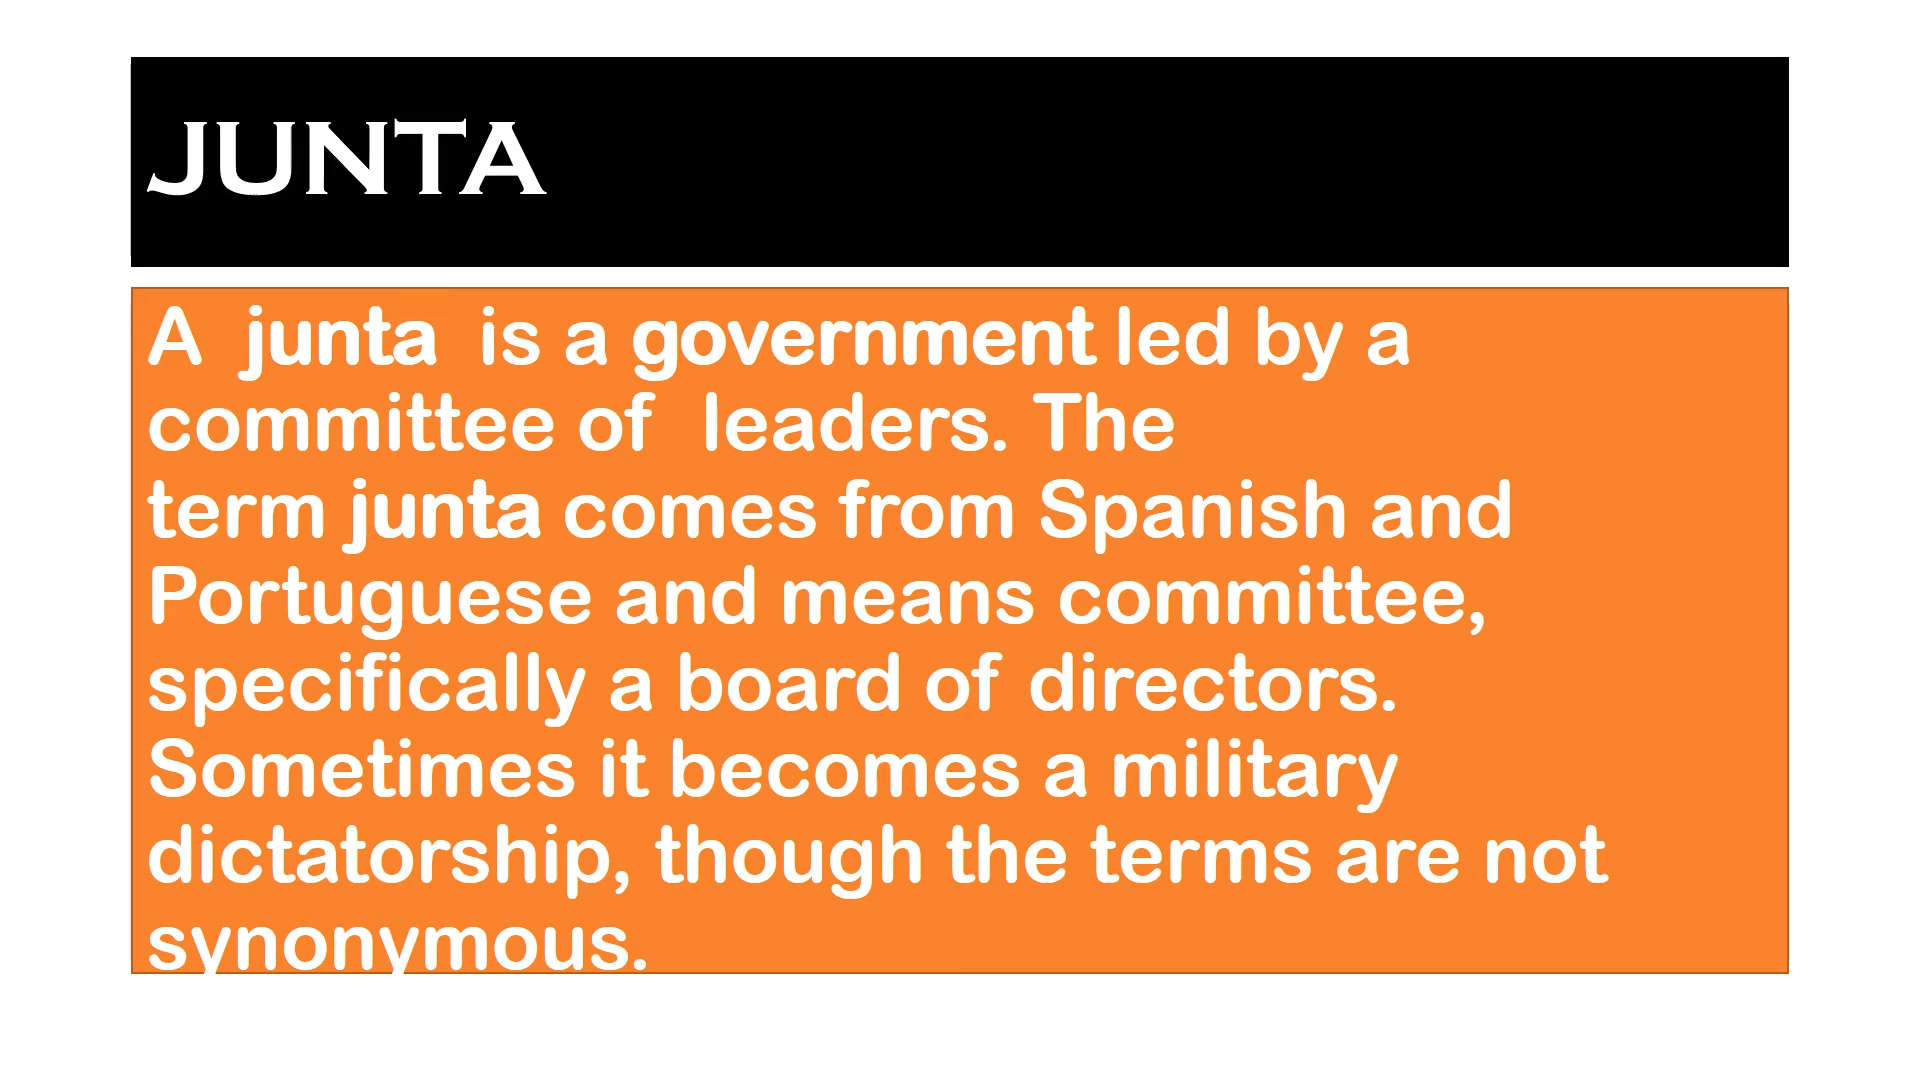 JUNTA
A junta is a government led by a
committee of leaders. The
term junta comes from Spanish and
Portuguese and means committee,
specifically a board of directors.
Sometimes it becomes a military
dictatorship, though the terms are not
synonymous.